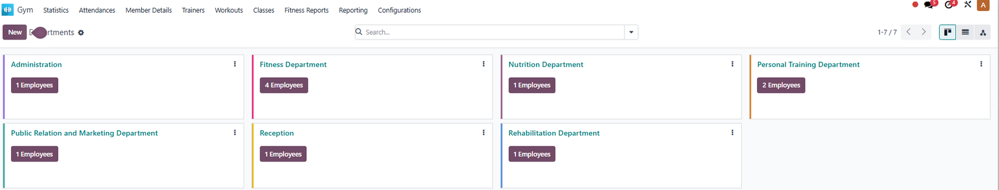 Gym Statistics Attendances Member Details Trainers Workouts Classes Fitness Reports Reporting Configurations 5 4 A
New rtments Search... 1-7 / 7
Administration Fitness Department Nutrition Department Personal Training Department
1 Employees 4 Employees 1 Employees 2 Employees
Public Relation and Marketing Department Reception Rehabilitation Department
1 Employees 1 Employees 1 Employees